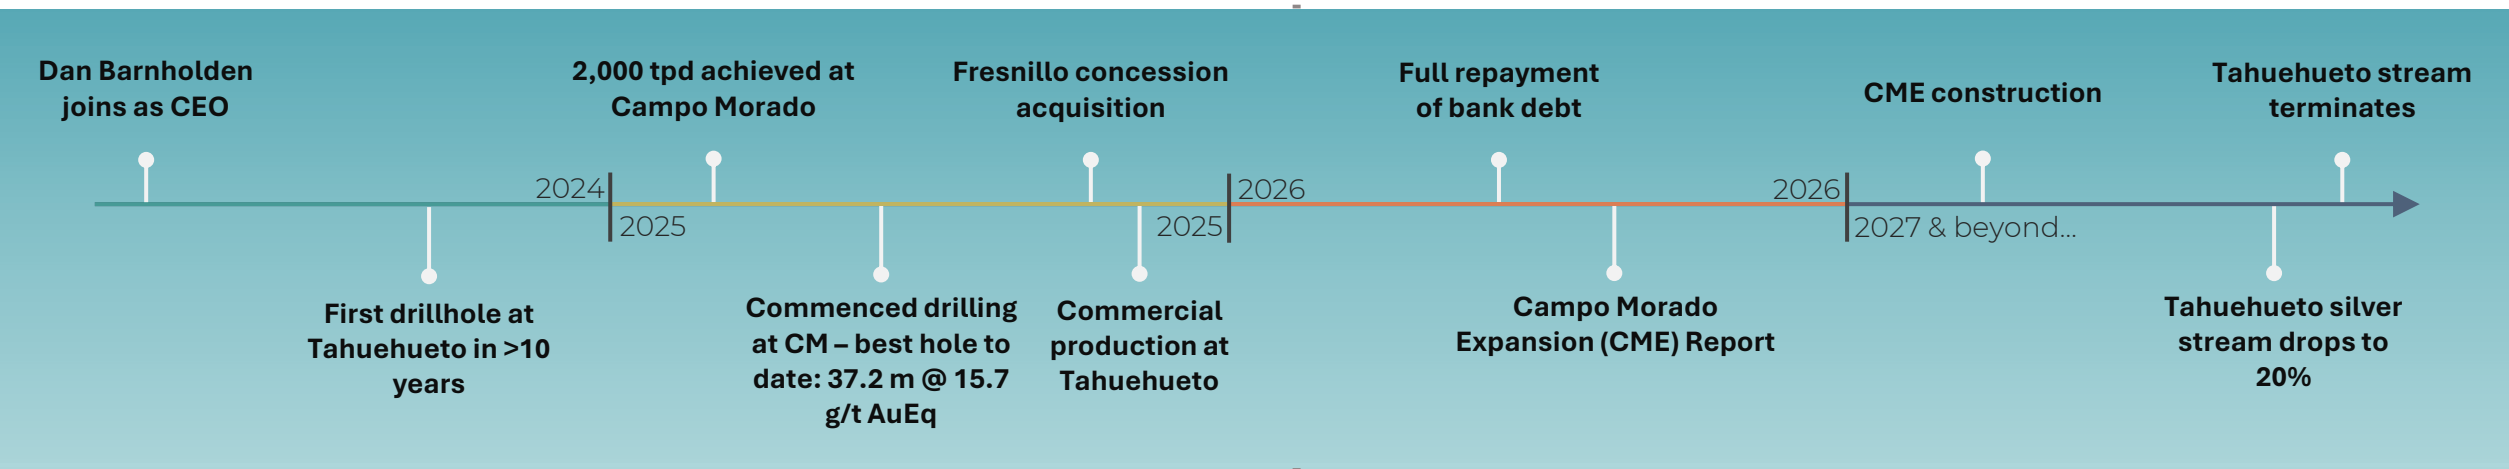 Dan Barnholden
joins as CEO
2,000 tpd achieved at
Campo Morado
Fresnillo concession
acquisition
Full repayment
of bank debt
CME construction
Tahuehueto stream
terminates
2024
2025
2025
2026
2026
2027 & beyond...
First drillhole at
Tahuehueto in >10
years
Commenced drilling
at CM – best hole to
date: 37.2 m @ 15.7
g/t AuEq
Commercial
production at
Tahuehueto
Campo Morado
Expansion (CME) Report
Tahuehueto silver
stream drops to
20%